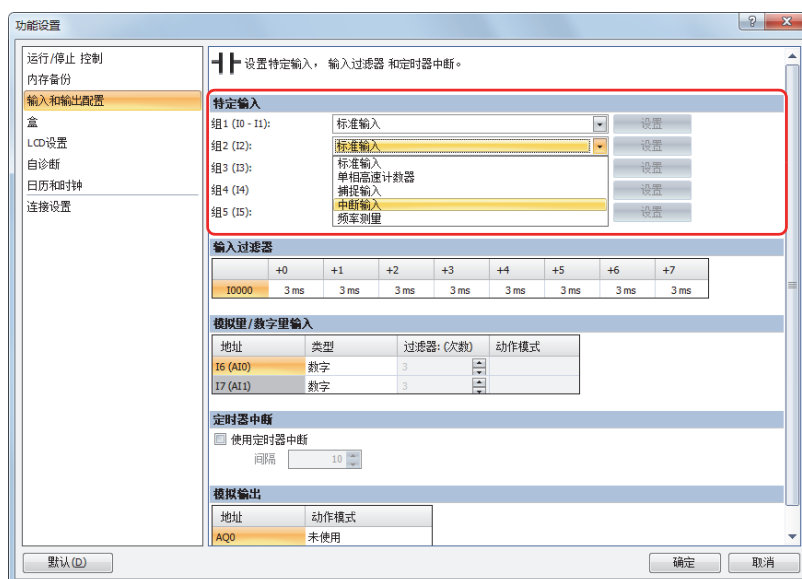 功能设置
运行/停止 控制
内存备份
输入和输出配置
盒
LCD设置
自诊断
日历和时钟
连接设置
设置特定输入， 输入过滤器 和定时器中断。
特定输入
组1 (I0 - I1): 标准输入 设置
组2 (I2): 标准输入 设置
组3 (I3): 标准输入 设置
单相高速计数器
组4 (I4) 捕捉输入 设置
中断输入
组5 (I5): 频率测量 设置
输入过滤器
+0 +1 +2 +3 +4 +5 +6 +7
I0000 3 ms 3 ms 3 ms 3 ms 3 ms 3 ms 3 ms 3 ms
模拟量/数字量输入
地址 类型 过滤器: (次数) 动作模式
I6 (AI0) 数字 3
I7 (AI1) 数字 3
定时器中断
使用定时器中断
间隔 10
模拟输出
地址 动作模式
AQ0 未使用
默认(D) 确定 取消